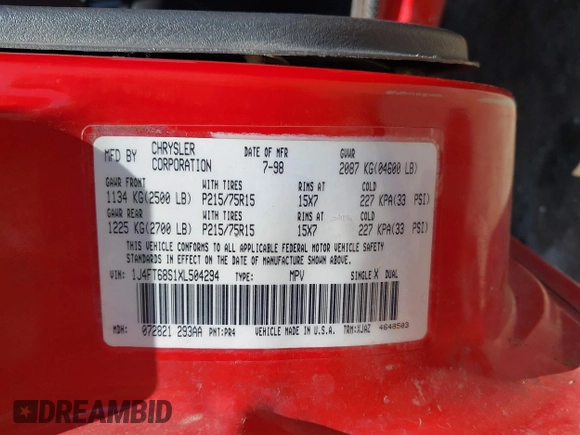 MFD BY CHRYSLER CORPORATION DATE OF MFR 7-98 GVWR 2087 KG(04600 LB)
GAWR FRONT WITH TIRES RIMS AT COLD
1134 KG(2500 LB) P215/75R15 15X7 227 KPA(33 PSI)
GAWR REAR WITH TIRES RIMS AT COLD
1225 KG(2700 LB) P215/75R15 15X7 227 KPA(33 PSI)
THIS VEHICLE CONFORMS TO ALL APPLICABLE FEDERAL MOTOR VEHICLE SAFETY
STANDARDS IN EFFECT ON THE DATE OF MANUFACTURE SHOWN ABOVE.
VIN: 1J4FT68S1XL504294 TYPE: MPV SINGLE X DUAL
MDH: 072821 293AA PNT:PR4 VEHICLE MADE IN U.S.A. TRM:XJAZ 4648503
DREAMBID